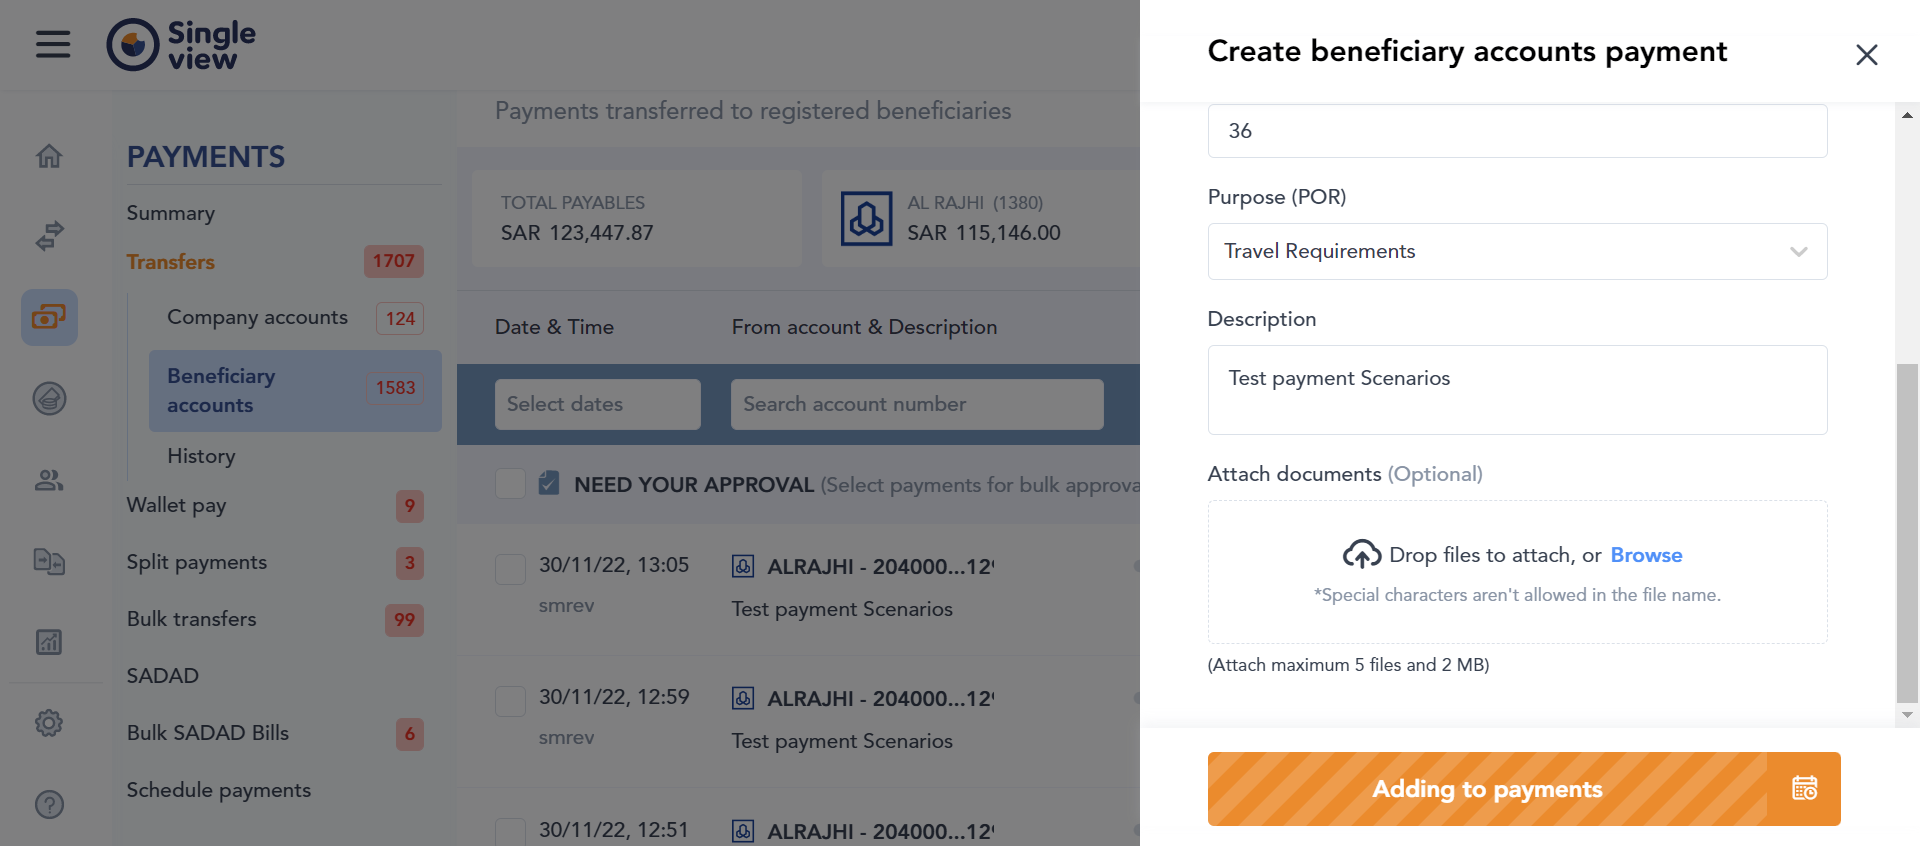 Single
view
PAYMENTS
Summary
Transfers 1707
Company accounts 124
Beneficiary
accounts 1583
History
Wallet pay 9
Split payments 3
Bulk transfers 99
SADAD
Bulk SADAD Bills 6
Schedule payments
Payments transferred to registered beneficiaries
TOTAL PAYABLES
SAR 123,447.87
AL RAJHI (1380)
SAR 115,146.00
Date & Time From account & Description
Select dates Search account number
NEED YOUR APPROVAL (Select payments for bulk approva
30/11/22, 13:05 ALRAJHI - 204000...129
smrev Test payment Scenarios
30/11/22, 12:59 ALRAJHI - 204000...129
smrev Test payment Scenarios
30/11/22, 12:51 ALRAJHI - 204000...129
Create beneficiary accounts payment
36
Purpose (POR)
Travel Requirements
Description
Test payment Scenarios
Attach documents (Optional)
Drop files to attach, or Browse
*Special characters aren't allowed in the file name.
(Attach maximum 5 files and 2 MB)
Adding to payments